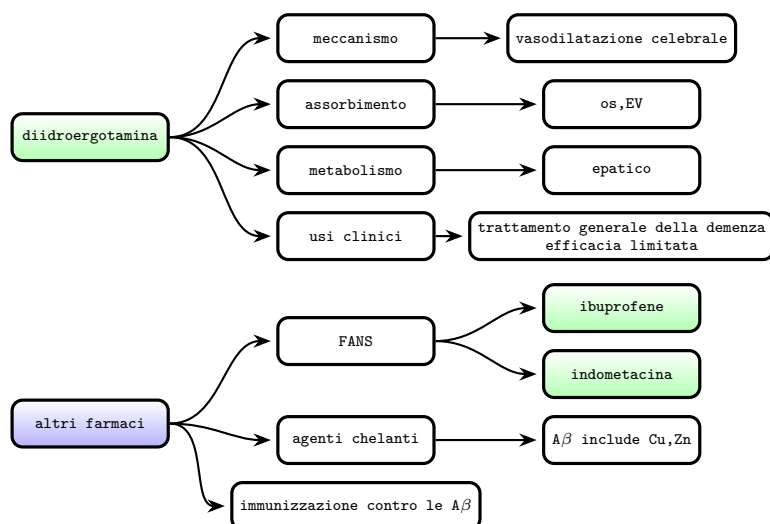 meccanismo
vasodilatazione celebrale
assorbimento
os,EV
diidroergotamina
metabolismo
epatico
usi clinici
trattamento generale della demenza
efficacia limitata
ibuprofene
FANS
indometacina
altri farmaci
agenti chelanti
Aβ include Cu,Zn
immunizzazione contro le Aβ